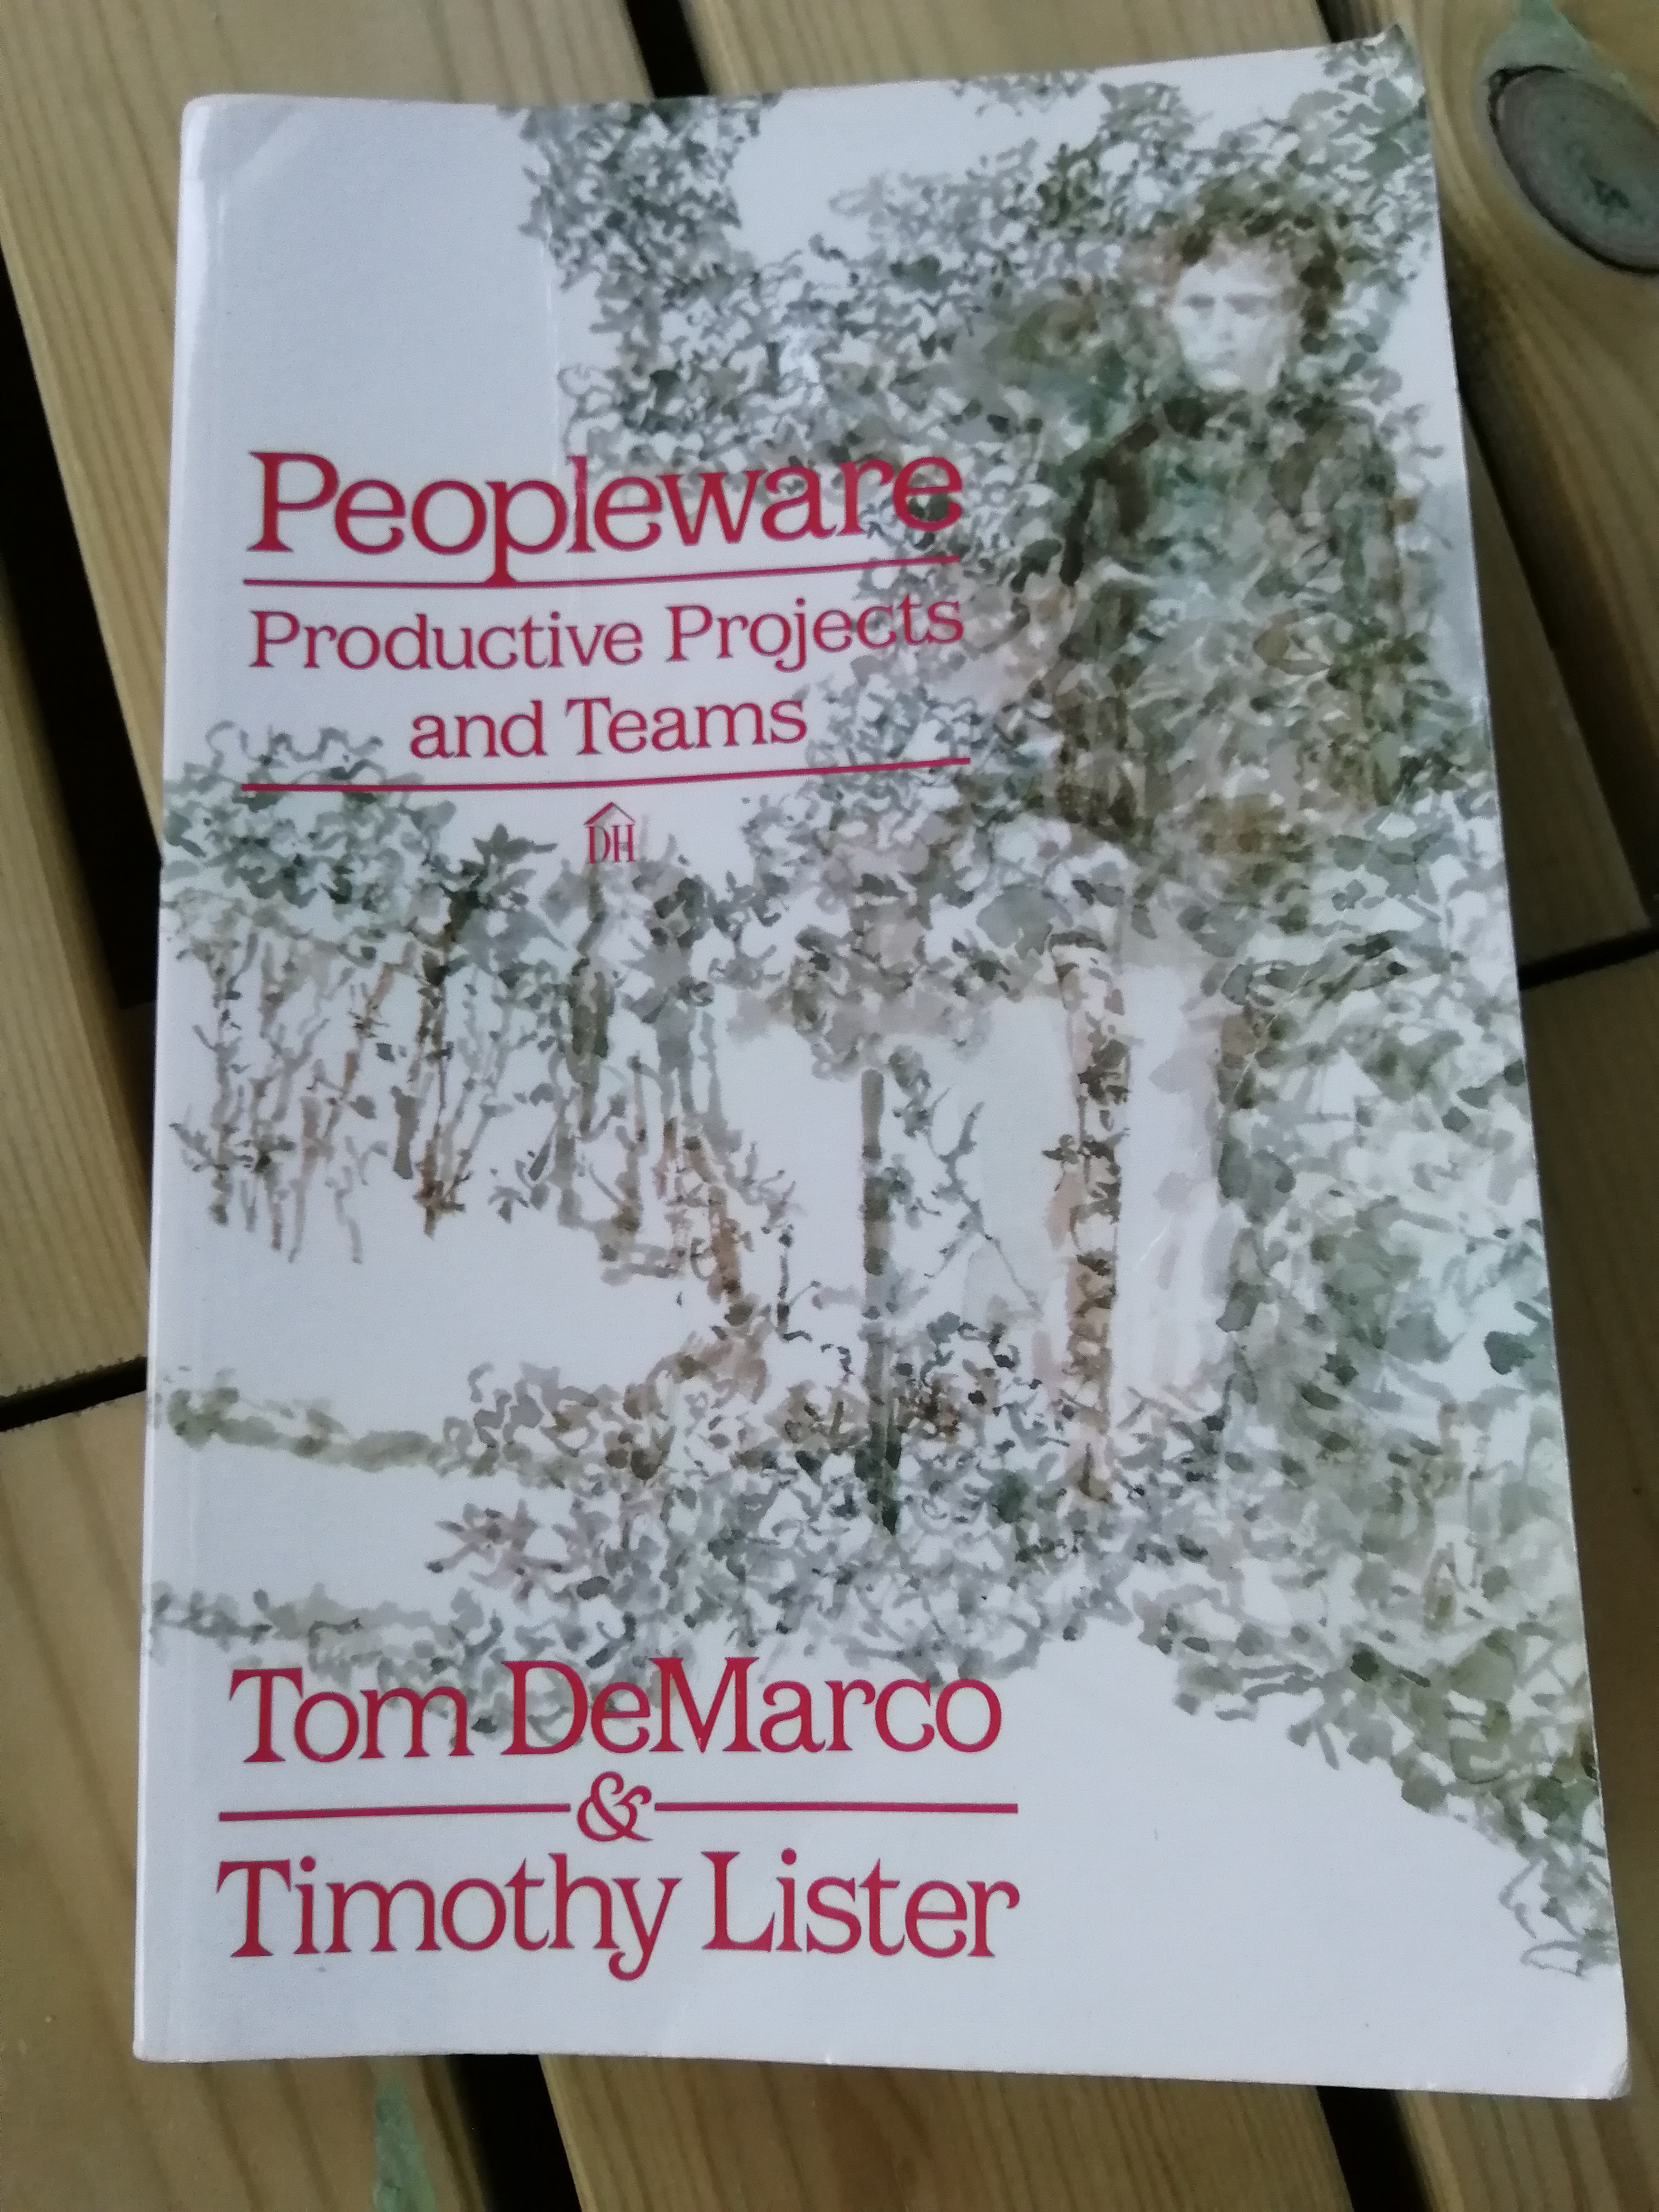 Peopleware
Productive Projects
and Teams
DH
Tom DeMarco
&
Timothy Lister